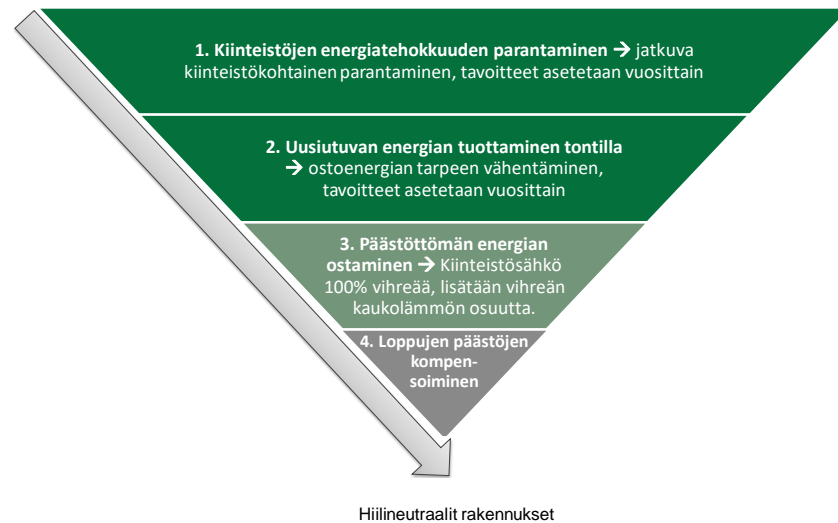 1. Kiinteistöjen energiatehokkuuden parantaminen → jatkuva
kiinteistökohtainen parantaminen, tavoitteet asetetaan vuosittain
2. Uusiutuvan energian tuottaminen tontilla
→ ostoenergian tarpeen vähentäminen,
tavoitteet asetetaan vuosittain
3. Päästöttömän energian
ostaminen → Kiinteistösähkö
100% vihreää, lisätään vihreän
kaukolämmön osuutta.
4. Loppujen päästöjen
kompen-
soiminen
Hiilineutraalit rakennukset